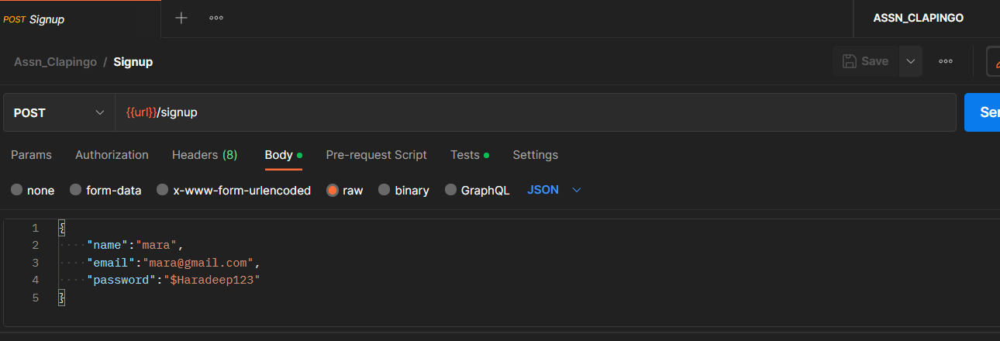 POST Signup
ASSN_CLAPINGO
Assn_Clapingo / Signup
Save
POST {{url}}/signup
Params Authorization Headers (8) Body Pre-request Script Tests Settings
none form-data x-www-form-urlencoded raw binary GraphQL JSON
1 {
2 "name":"mara",
3 "email":"mara@gmail.com",
4 "password":"$Haradeep123"
5 }